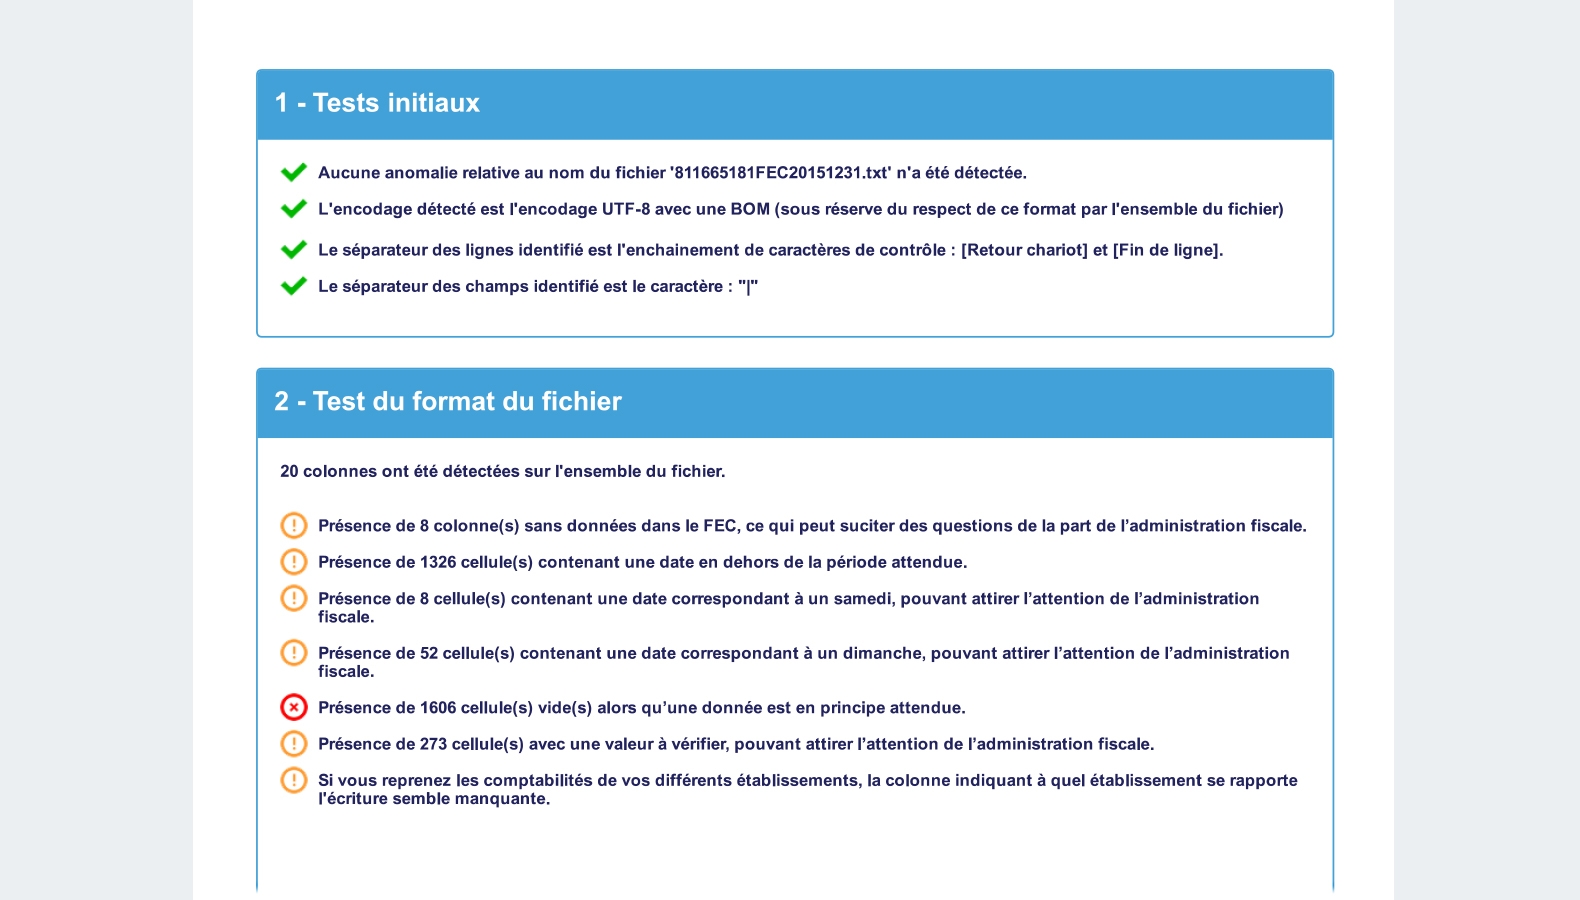 1 - Tests initiaux
Aucune anomalie relative au nom du fichier '811665181FEC20151231.txt' n'a été détectée.
L'encodage détecté est l'encodage UTF-8 avec une BOM (sous réserve du respect de ce format par l'ensemble du fichier)
Le séparateur des lignes identifié est l'enchainement de caractères de contrôle : [Retour chariot] et [Fin de ligne].
Le séparateur des champs identifié est le caractère : "|"
2 - Test du format du fichier
20 colonnes ont été détectées sur l'ensemble du fichier.
Présence de 8 colonne(s) sans données dans le FEC, ce qui peut suciter des questions de la part de l’administration fiscale.
Présence de 1326 cellule(s) contenant une date en dehors de la période attendue.
Présence de 8 cellule(s) contenant une date correspondant à un samedi, pouvant attirer l’attention de l’administration
fiscale.
Présence de 52 cellule(s) contenant une date correspondant à un dimanche, pouvant attirer l’attention de l’administration
fiscale.
Présence de 1606 cellule(s) vide(s) alors qu’une donnée est en principe attendue.
Présence de 273 cellule(s) avec une valeur à vérifier, pouvant attirer l’attention de l’administration fiscale.
Si vous reprenez les comptabilités de vos différents établissements, la colonne indiquant à quel établissement se rapporte
l'écriture semble manquante.